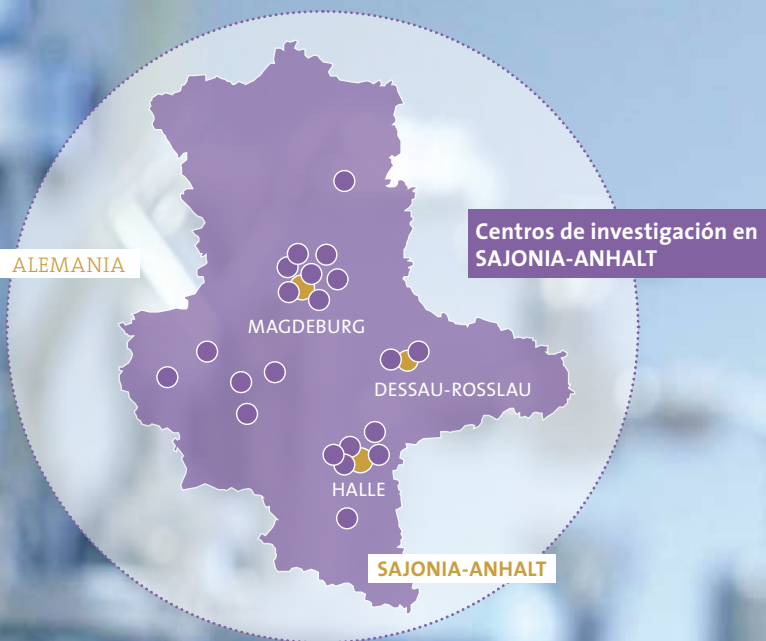 Centros de investigación en
SAJONIA-ANHALT
ALEMANIA
MAGDEBURG
DESSAU-ROSSLAU
HALLE
SAJONIA-ANHALT